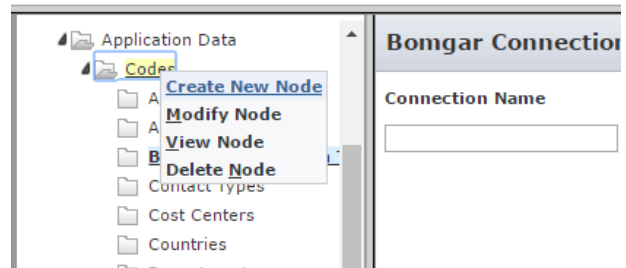 Application Data
Codes
Create New Node
Modify Node
View Node
Delete Node
A
A
B
Contact Types
Cost Centers
Countries
Bomgar Connection
Connection Name